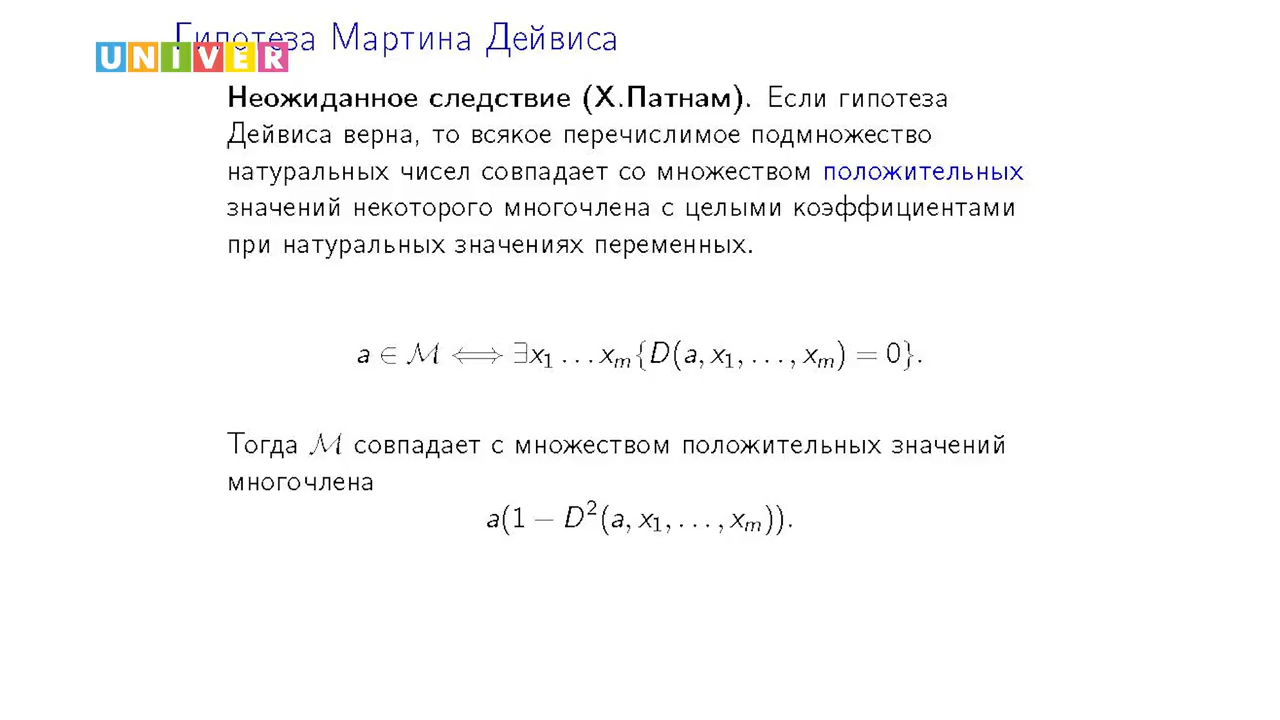 Гипотеза Мартина Дейвиса
UNIVER
Неожиданное следствие (Х.Патнам). Если гипотеза
Дейвиса верна, то всякое перечислимое подмножество
натуральных чисел совпадает со множеством положительных
значений некоторого многочлена с целыми коэффициентами
при натуральных значениях переменных.
a ∈ ℳ ⟺ ∃x₁ … xₘ{D(a, x₁, …, xₘ) = 0}.
Тогда ℳ совпадает с множеством положительных значений
многочлена
a(1 − D²(a, x₁, …, xₘ)).